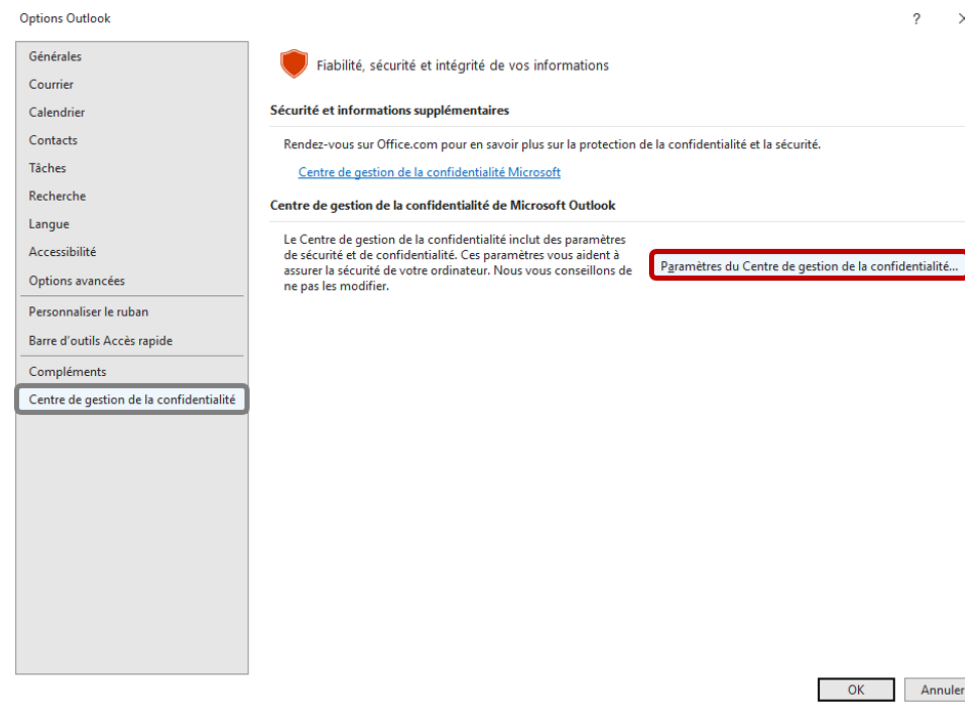 Options Outlook
?
Générales
Courrier
Calendrier
Contacts
Tâches
Recherche
Langue
Accessibilité
Options avancées
Personnaliser le ruban
Barre d'outils Accès rapide
Compléments
Centre de gestion de la confidentialité
Fiabilité, sécurité et intégrité de vos informations
Sécurité et informations supplémentaires
Rendez-vous sur Office.com pour en savoir plus sur la protection de la confidentialité et la sécurité.
Centre de gestion de la confidentialité Microsoft
Centre de gestion de la confidentialité de Microsoft Outlook
Le Centre de gestion de la confidentialité inclut des paramètres
de sécurité et de confidentialité. Ces paramètres vous aident à
assurer la sécurité de votre ordinateur. Nous vous conseillons de
ne pas les modifier.
Paramètres du Centre de gestion de la confidentialité...
OK
Annuler